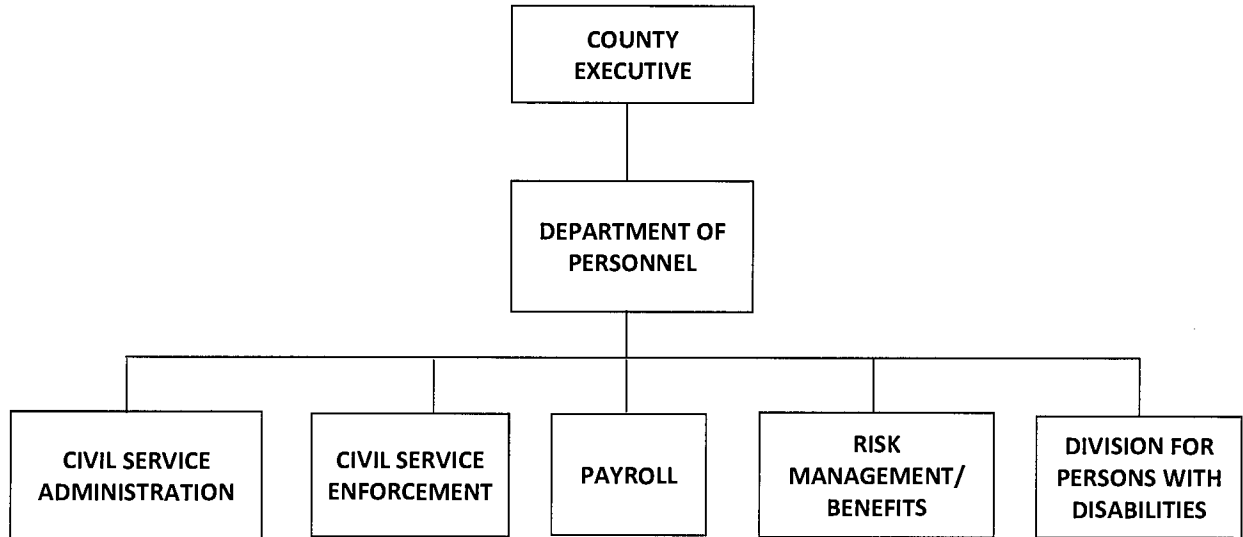 COUNTY
EXECUTIVE
DEPARTMENT OF
PERSONNEL
CIVIL SERVICE
ADMINISTRATION
CIVIL SERVICE
ENFORCEMENT
PAYROLL
RISK
MANAGEMENT/
BENEFITS
DIVISION FOR
PERSONS WITH
DISABILITIES